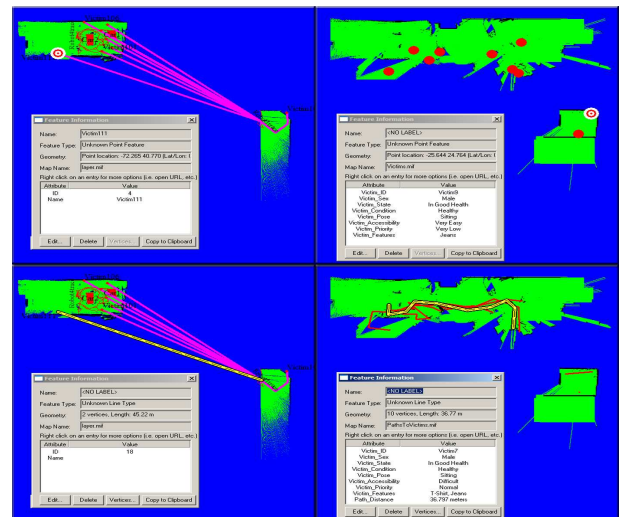 Feature Information
Name: Victim111
Feature Type: Unknown Point Feature
Geometry: Point location: -72.265 40.770 (Lat/Lon: (
Map Name: layer.mif
Right click on an entry for more options (i.e. open URL, etc.)
Attribute Value
ID 4
Name Victim111
Edit... Delete Vertices... Copy to Clipboard
Feature Information
Name: <NO LABEL>
Feature Type: Unknown Point Feature
Geometry: Point location: -25.644 24.764 (Lat/Lon: (
Map Name: Victims.mif
Right click on an entry for more options (i.e. open URL, etc.)
Attribute Value
Victim_ID Victim9
Victim_Sex Male
Victim_State In Good Health
Victim_Condition Healthy
Victim_Pose Sitting
Victim_Accessibility Very Easy
Victim_Priority Very Low
Victim_Features Jeans
Edit... Delete Vertices... Copy to Clipboard
Feature Information
Name: <NO LABEL>
Feature Type: Unknown Line Type
Geometry: 2 vertices, Length: 45.22 m
Map Name: layer.mif
Right click on an entry for more options (i.e. open URL, etc.)
Attribute Value
ID 18
Name
Edit... Delete Vertices... Copy to Clipboard
Feature Information
Name: <NO LABEL>
Feature Type: Unknown Line Type
Geometry: 10 vertices, Length: 36.77 m
Map Name: PathsToVictims.mif
Right click on an entry for more options (i.e. open URL, etc.)
Attribute Value
Victim_ID Victim7
Victim_Sex Male
Victim_State In Good Health
Victim_Condition Healthy
Victim_Pose Sitting
Victim_Accessibility Difficult
Victim_Priority Normal
Victim_Features T-Shirt, Jeans
Path_Distance 36.797 meters
Edit... Delete Vertices... Copy to Clipboard